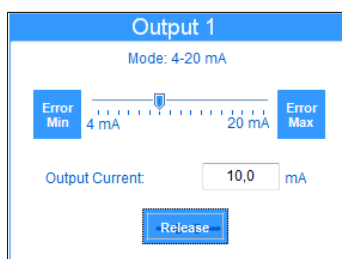 Output 1
Mode: 4-20 mA
Error Min
Error Max
4 mA
20 mA
Output Current:
10,0
mA
Release